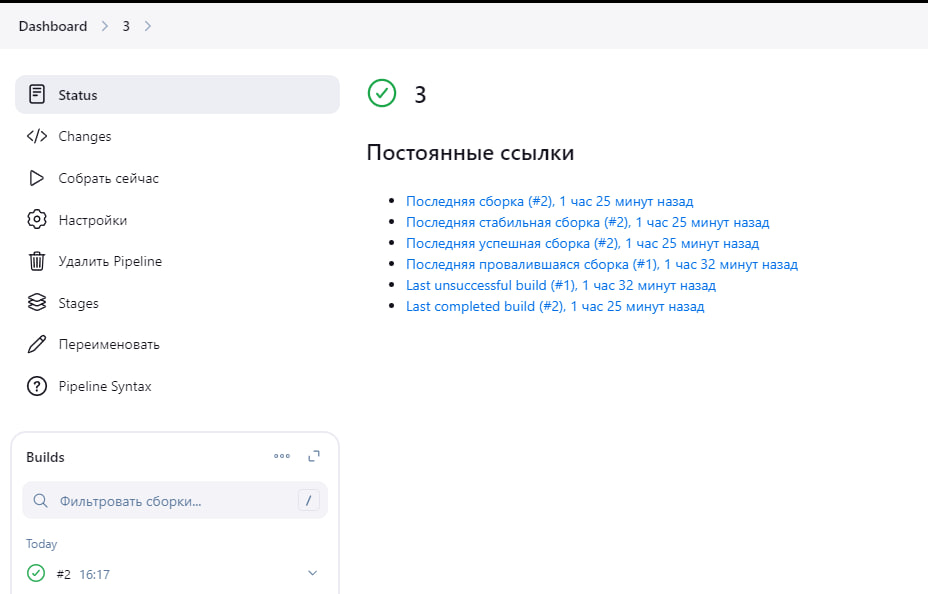 Dashboard > 3 >
Status
Changes
Собрать сейчас
Настройки
Удалить Pipeline
Stages
Переименовать
Pipeline Syntax
3
Постоянные ссылки
Последняя сборка (#2), 1 час 25 минут назад
Последняя стабильная сборка (#2), 1 час 25 минут назад
Последняя успешная сборка (#2), 1 час 25 минут назад
Последняя провалившаяся сборка (#1), 1 час 32 минут назад
Last unsuccessful build (#1), 1 час 32 минут назад
Last completed build (#2), 1 час 25 минут назад
Builds
Фильтровать сборки... /
Today
#2 16:17